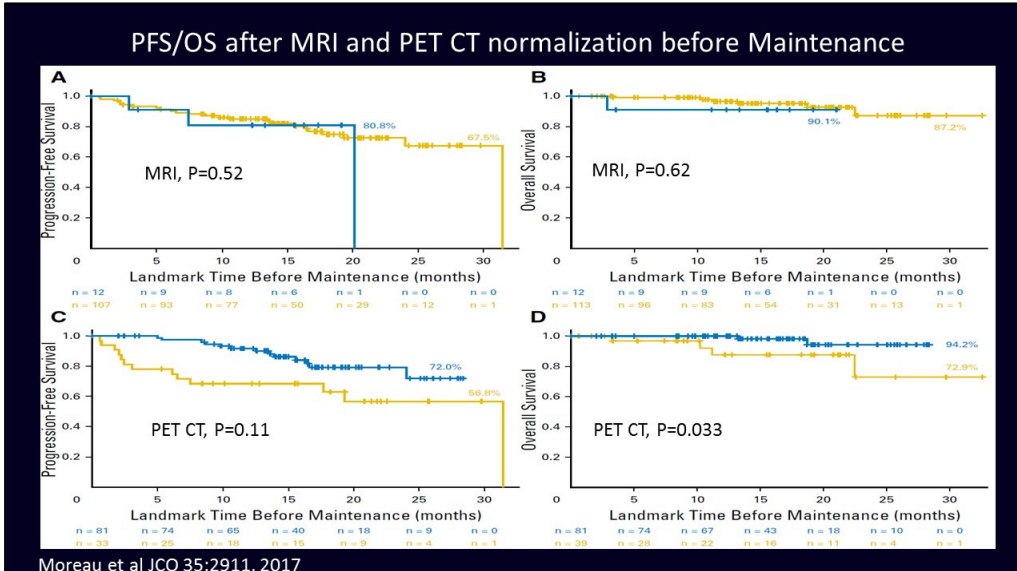 PFS/OS after MRI and PET CT normalization before Maintenance
A
Progression-Free Survival
1.0
0.8
0.6
0.4
0.2
80.8%
67.5%
MRI, P=0.52
0 5 10 15 20 25 30
Landmark Time Before Maintenance (months)
n = 12 n = 9 n = 8 n = 6 n = 1 n = 0 n = 0
n = 107 n = 93 n = 77 n = 50 n = 29 n = 12 n = 1
B
Overall Survival
1.0
0.8
0.6
0.4
0.2
90.1%
87.2%
MRI, P=0.62
0 5 10 15 20 25 30
Landmark Time Before Maintenance (months)
n = 12 n = 9 n = 9 n = 6 n = 1 n = 0 n = 0
n = 113 n = 96 n = 83 n = 54 n = 31 n = 13 n = 1
C
Progression-Free Survival
1.0
0.8
0.6
0.4
0.2
72.0%
56.8%
PET CT, P=0.11
0 5 10 15 20 25 30
Landmark Time Before Maintenance (months)
n = 81 n = 74 n = 65 n = 40 n = 18 n = 9 n = 0
n = 33 n = 25 n = 18 n = 15 n = 9 n = 4 n = 1
D
Overall Survival
1.0
0.8
0.6
0.4
0.2
94.2%
72.9%
PET CT, P=0.033
0 5 10 15 20 25 30
Landmark Time Before Maintenance (months)
n = 81 n = 74 n = 67 n = 43 n = 18 n = 10 n = 0
n = 39 n = 28 n = 22 n = 16 n = 11 n = 4 n = 1
Moreau et al JCO 35:2911, 2017